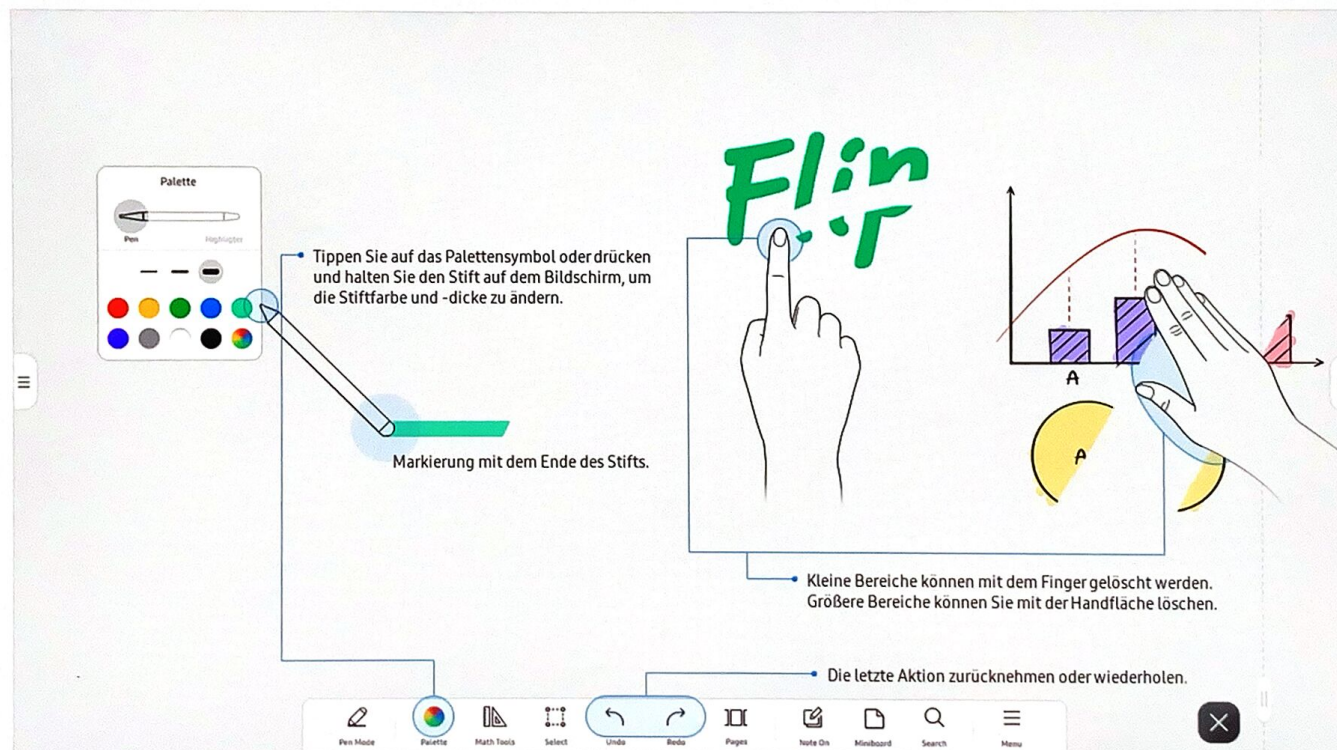 Flip
Palette
Pen
Highlighter
Tippen Sie auf das Palettensymbol oder drücken
und halten Sie den Stift auf dem Bildschirm, um
die Stiftfarbe und -dicke zu ändern.
Markierung mit dem Ende des Stifts.
A
A
Kleine Bereiche können mit dem Finger gelöscht werden.
Größere Bereiche können Sie mit der Handfläche löschen.
Die letzte Aktion zurücknehmen oder wiederholen.
Pen Mode Palette Math Tools Select Undo Redo Pages Note On Miniboard Search Menu